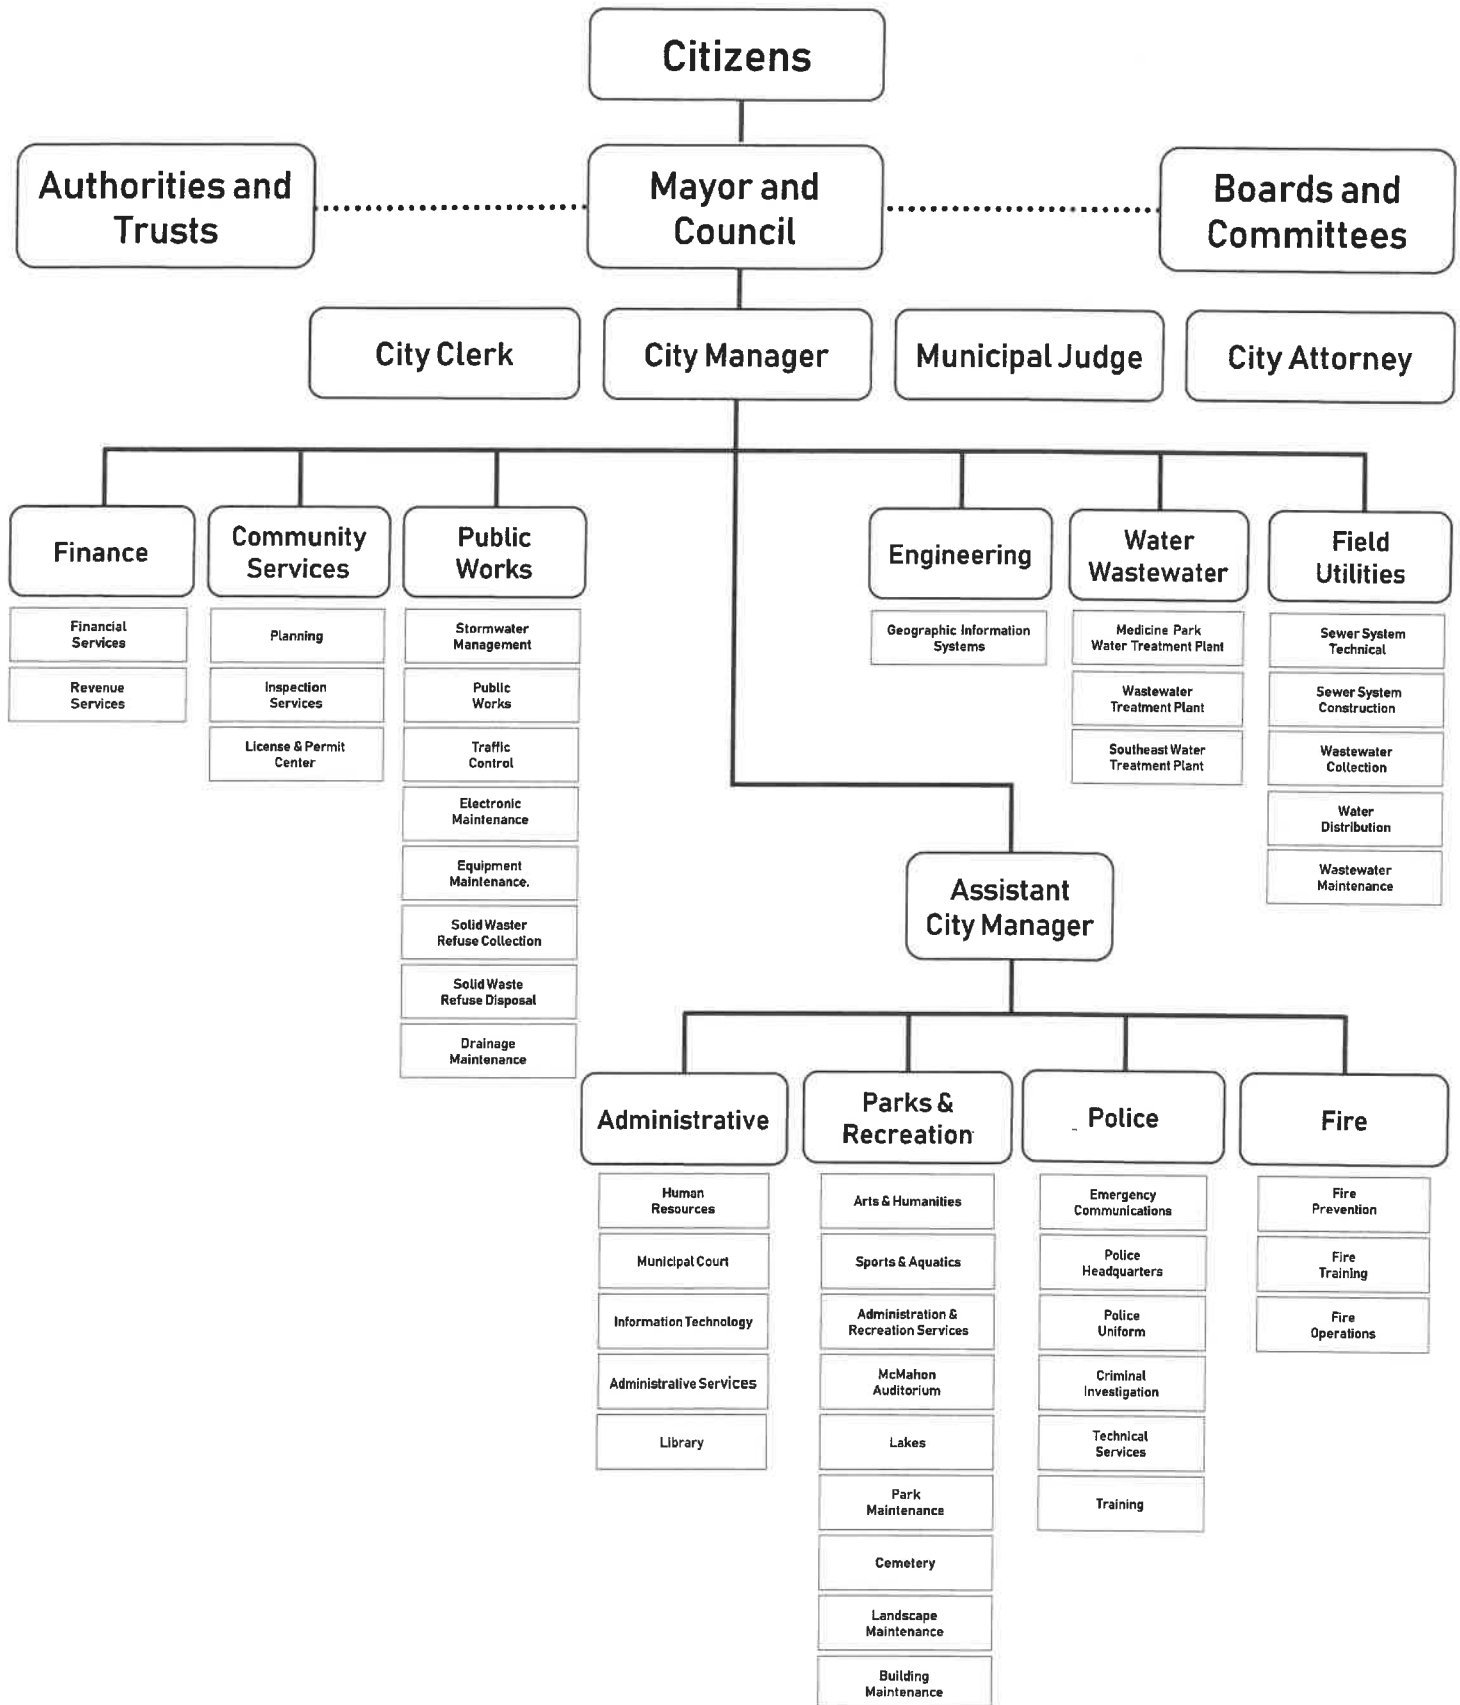 Citizens
Authorities and
Trusts
Mayor and
Council
Boards and
Committees
City Clerk
City Manager
Municipal Judge
City Attorney
Finance
Community
Services
Public
Works
Engineering
Water
Wastewater
Field
Utilities
Financial
Services
Revenue
Services
Planning
Inspection
Services
License & Permit
Center
Stormwater
Management
Public
Works
Traffic
Control
Electronic
Maintenance
Equipment
Maintenance.
Solid Waster
Refuse Collection
Solid Waste
Refuse Disposal
Drainage
Maintenance
Geographic Information
Systems
Medicine Park
Water Treatment Plant
Wastewater
Treatment Plant
Southeast Water
Treatment Plant
Sewer System
Technical
Sewer System
Construction
Wastewater
Collection
Water
Distribution
Wastewater
Maintenance
Assistant
City Manager
Administrative
Parks &
Recreation
Police
Fire
Human
Resources
Municipal Court
Information Technology
Administrative Services
Library
Arts & Humanities
Sports & Aquatics
Administration &
Recreation Services
McMahon
Auditorium
Lakes
Park
Maintenance
Cemetery
Landscape
Maintenance
Building
Maintenance
Emergency
Communications
Police
Headquarters
Police
Uniform
Criminal
Investigation
Technical
Services
Training
Fire
Prevention
Fire
Training
Fire
Operations